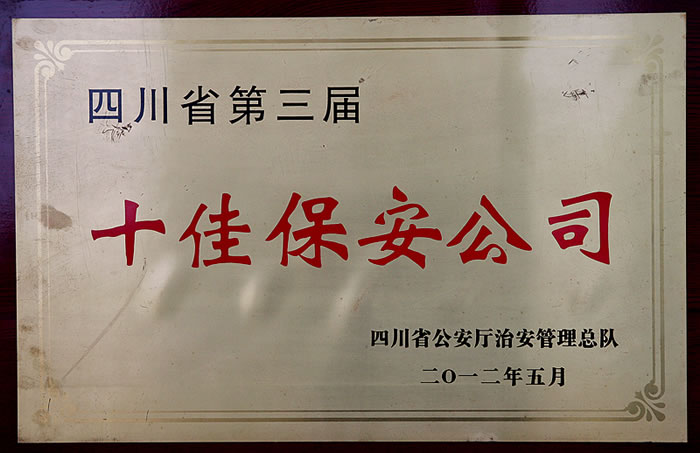 四川省第三届
十佳保安公司
四川省公安厅治安管理总队
二〇一二年五月